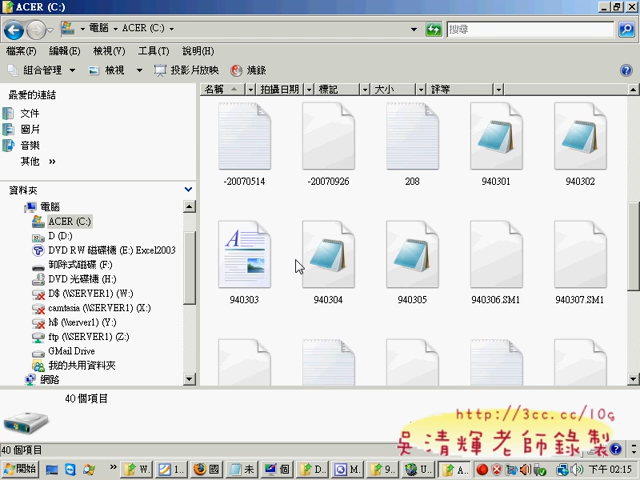 ACER (C:)
電腦 ACER (C:)
搜尋
檔案(F) 編輯(E) 檢視(V) 工具(T) 說明(H)
組合管理 檢視 投影片放映 燒錄
最愛的連結
文件
圖片
音樂
其他 »
資料夾
電腦
ACER (C:)
D (D:)
DVD RW 磁碟機 (E:) Excel2003
卸除式磁碟 (F:)
DVD 光碟機 (H:)
D$ (\\SERVER1) (W:)
camtasia (\\SERVER1) (X:)
h$ (\\server1) (Y:)
ftp (\\SERVER1) (Z:)
GMail Drive
我的共用資料夾
網路
名稱 拍攝日期 標記 大小 評等
-20070514 -20070926 208 940301 940302
940303 940304 940305 940306.SM1 940307.SM1
40 個項目
http://3cc.cc/10g
吳清輝老師錄製
40 個項目
開始 » W. 1.. 國 未 個 D.. M. 9... U.. A... 下午 02:15